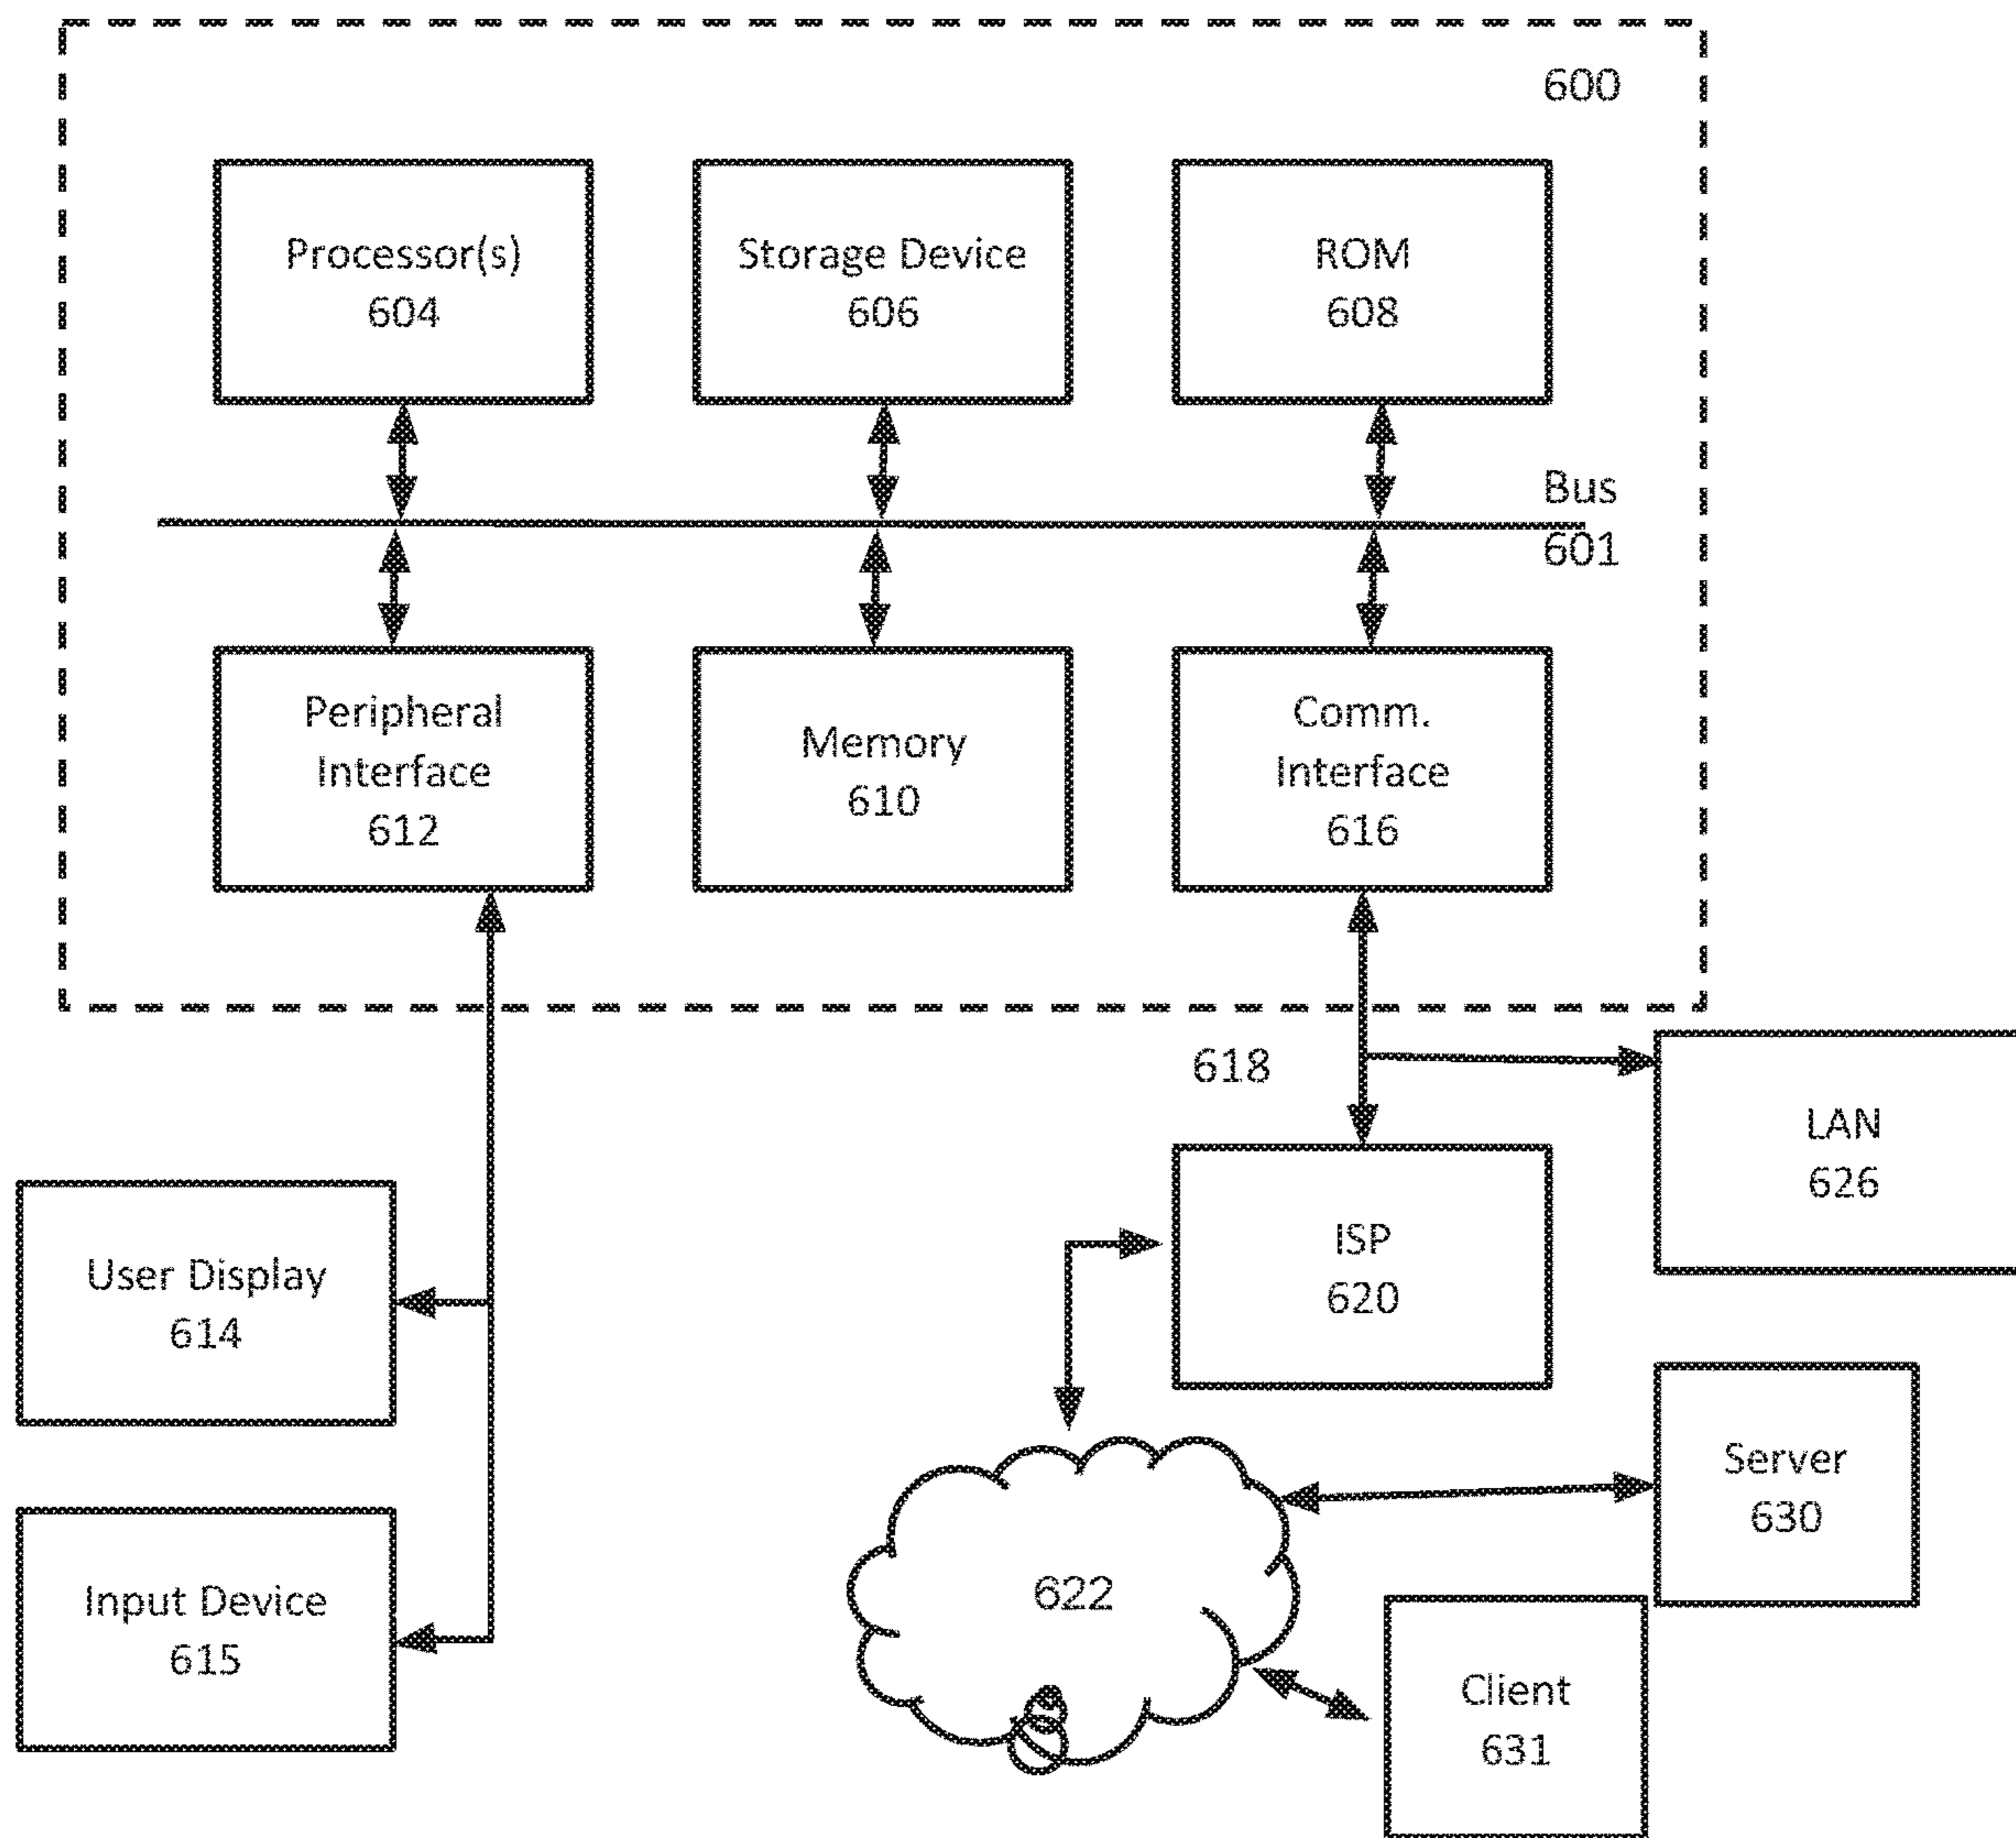 600
Processor(s)
604
Storage Device
606
ROM
608
Bus
601
Peripheral
Interface
612
Memory
610
Comm.
Interface
616
618
LAN
626
User Display
614
ISP
620
Server
630
Input Device
615
622
Client
631